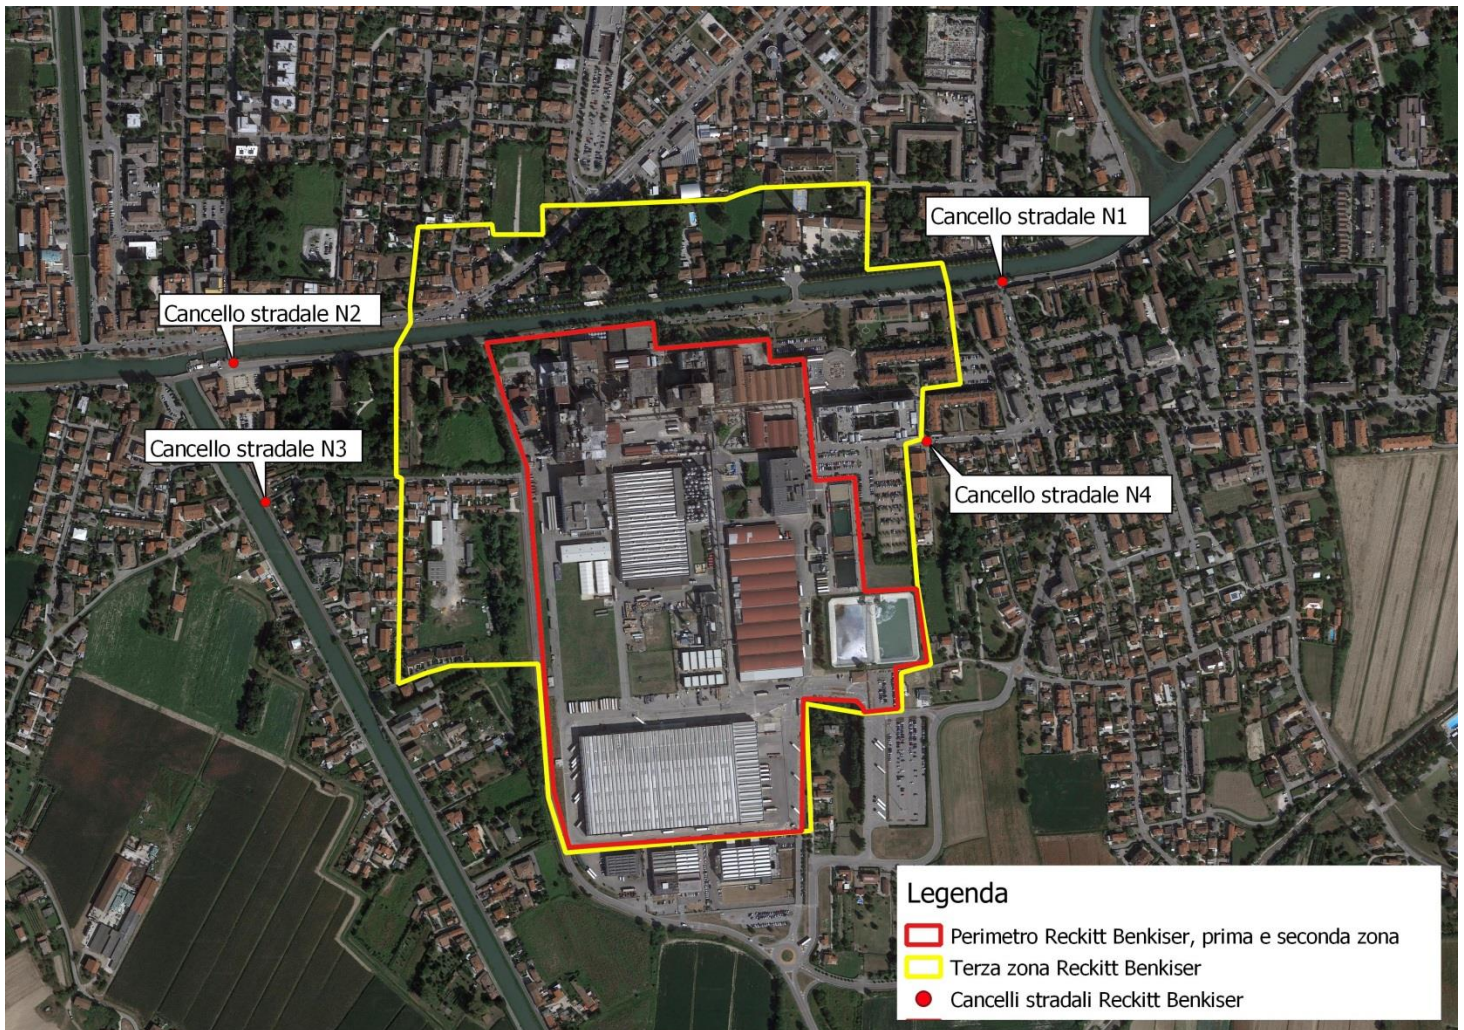 Cancello stradale N1
Cancello stradale N2
Cancello stradale N3
Cancello stradale N4
Legenda
Perimetro Reckitt Benkiser, prima e seconda zona
Terza zona Reckitt Benkiser
Cancelli stradali Reckitt Benkiser